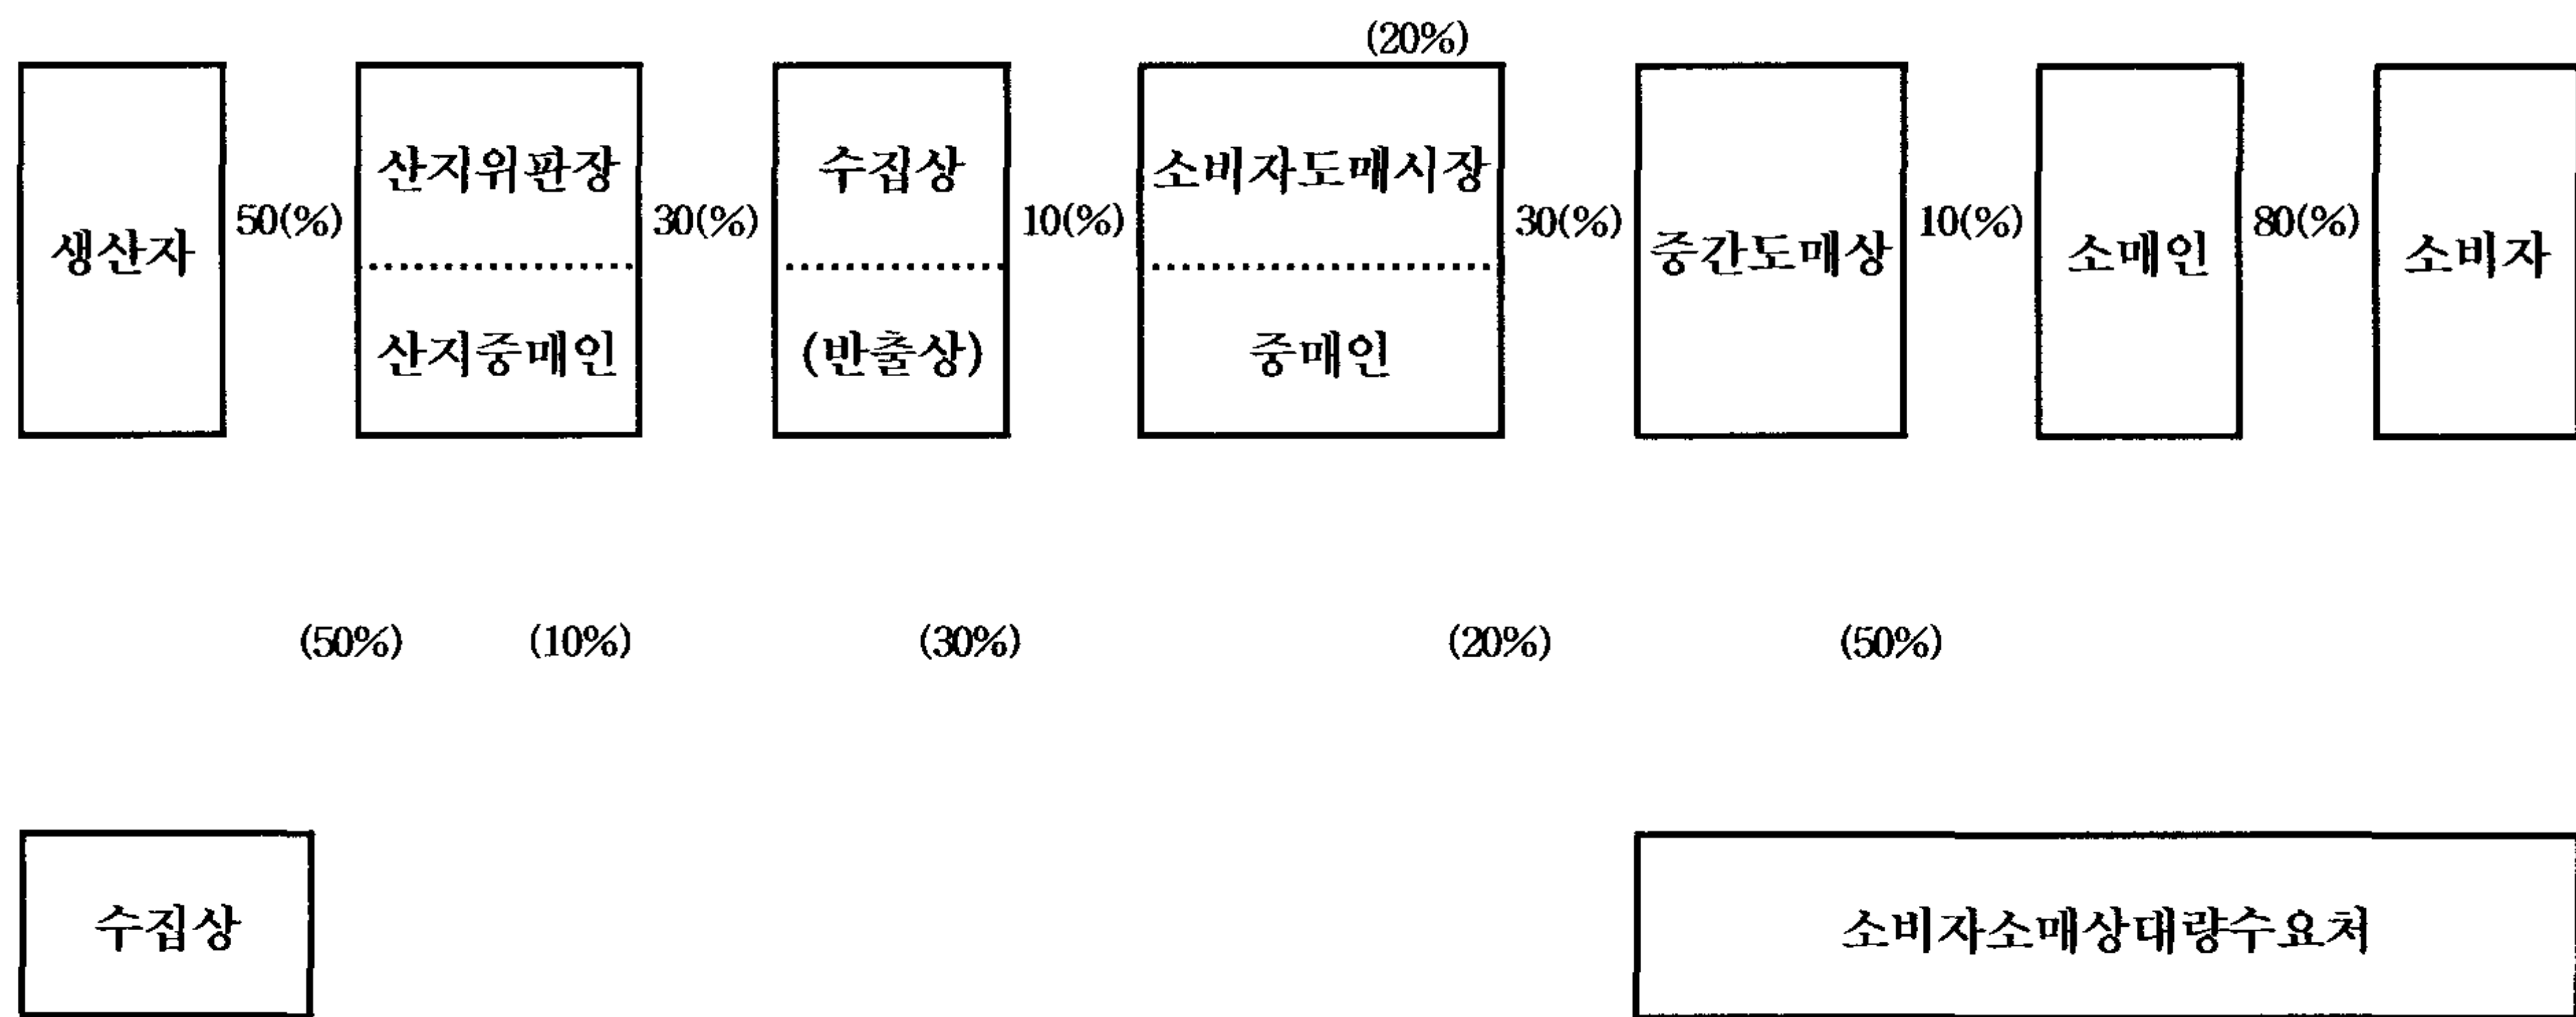 (20%)
생산자
50(%)
산지위판장
산지중매인
30(%)
수집상
(반출상)
10(%)
소비자도매시장
중매인
30(%)
중간도매상
10(%)
소매인
80(%)
소비자
(50%)
(10%)
(30%)
(20%)
(50%)
수집상
소비자소매상대량수요처